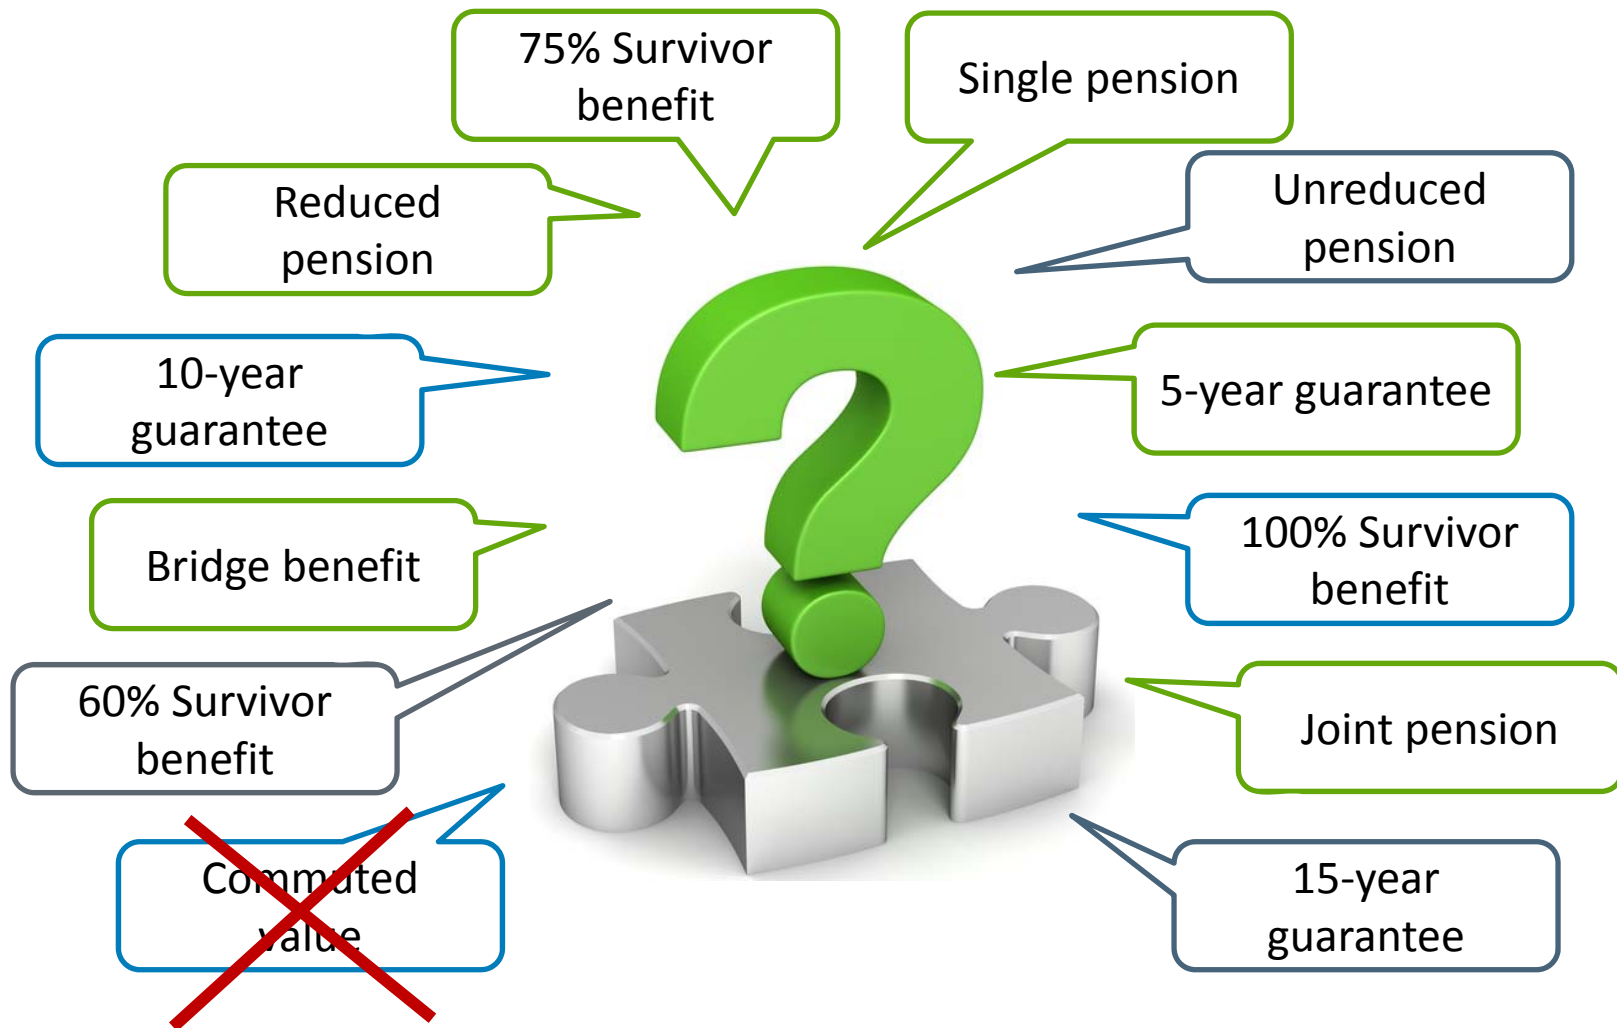 75% Survivor
benefit
Single pension
Reduced
pension
Unreduced
pension
10-year
guarantee
5-year guarantee
Bridge benefit
100% Survivor
benefit
60% Survivor
benefit
Joint pension
Commuted
value
15-year
guarantee